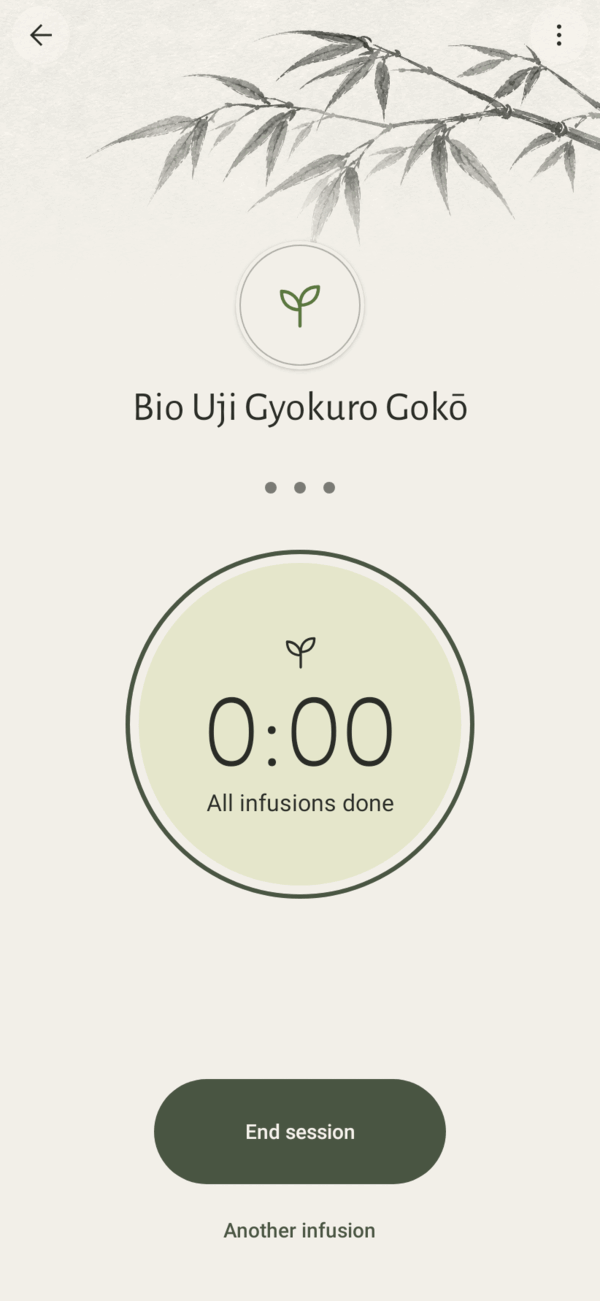 Bio Uji Gyokuro Gokō
0:00
All infusions done
End session
Another infusion